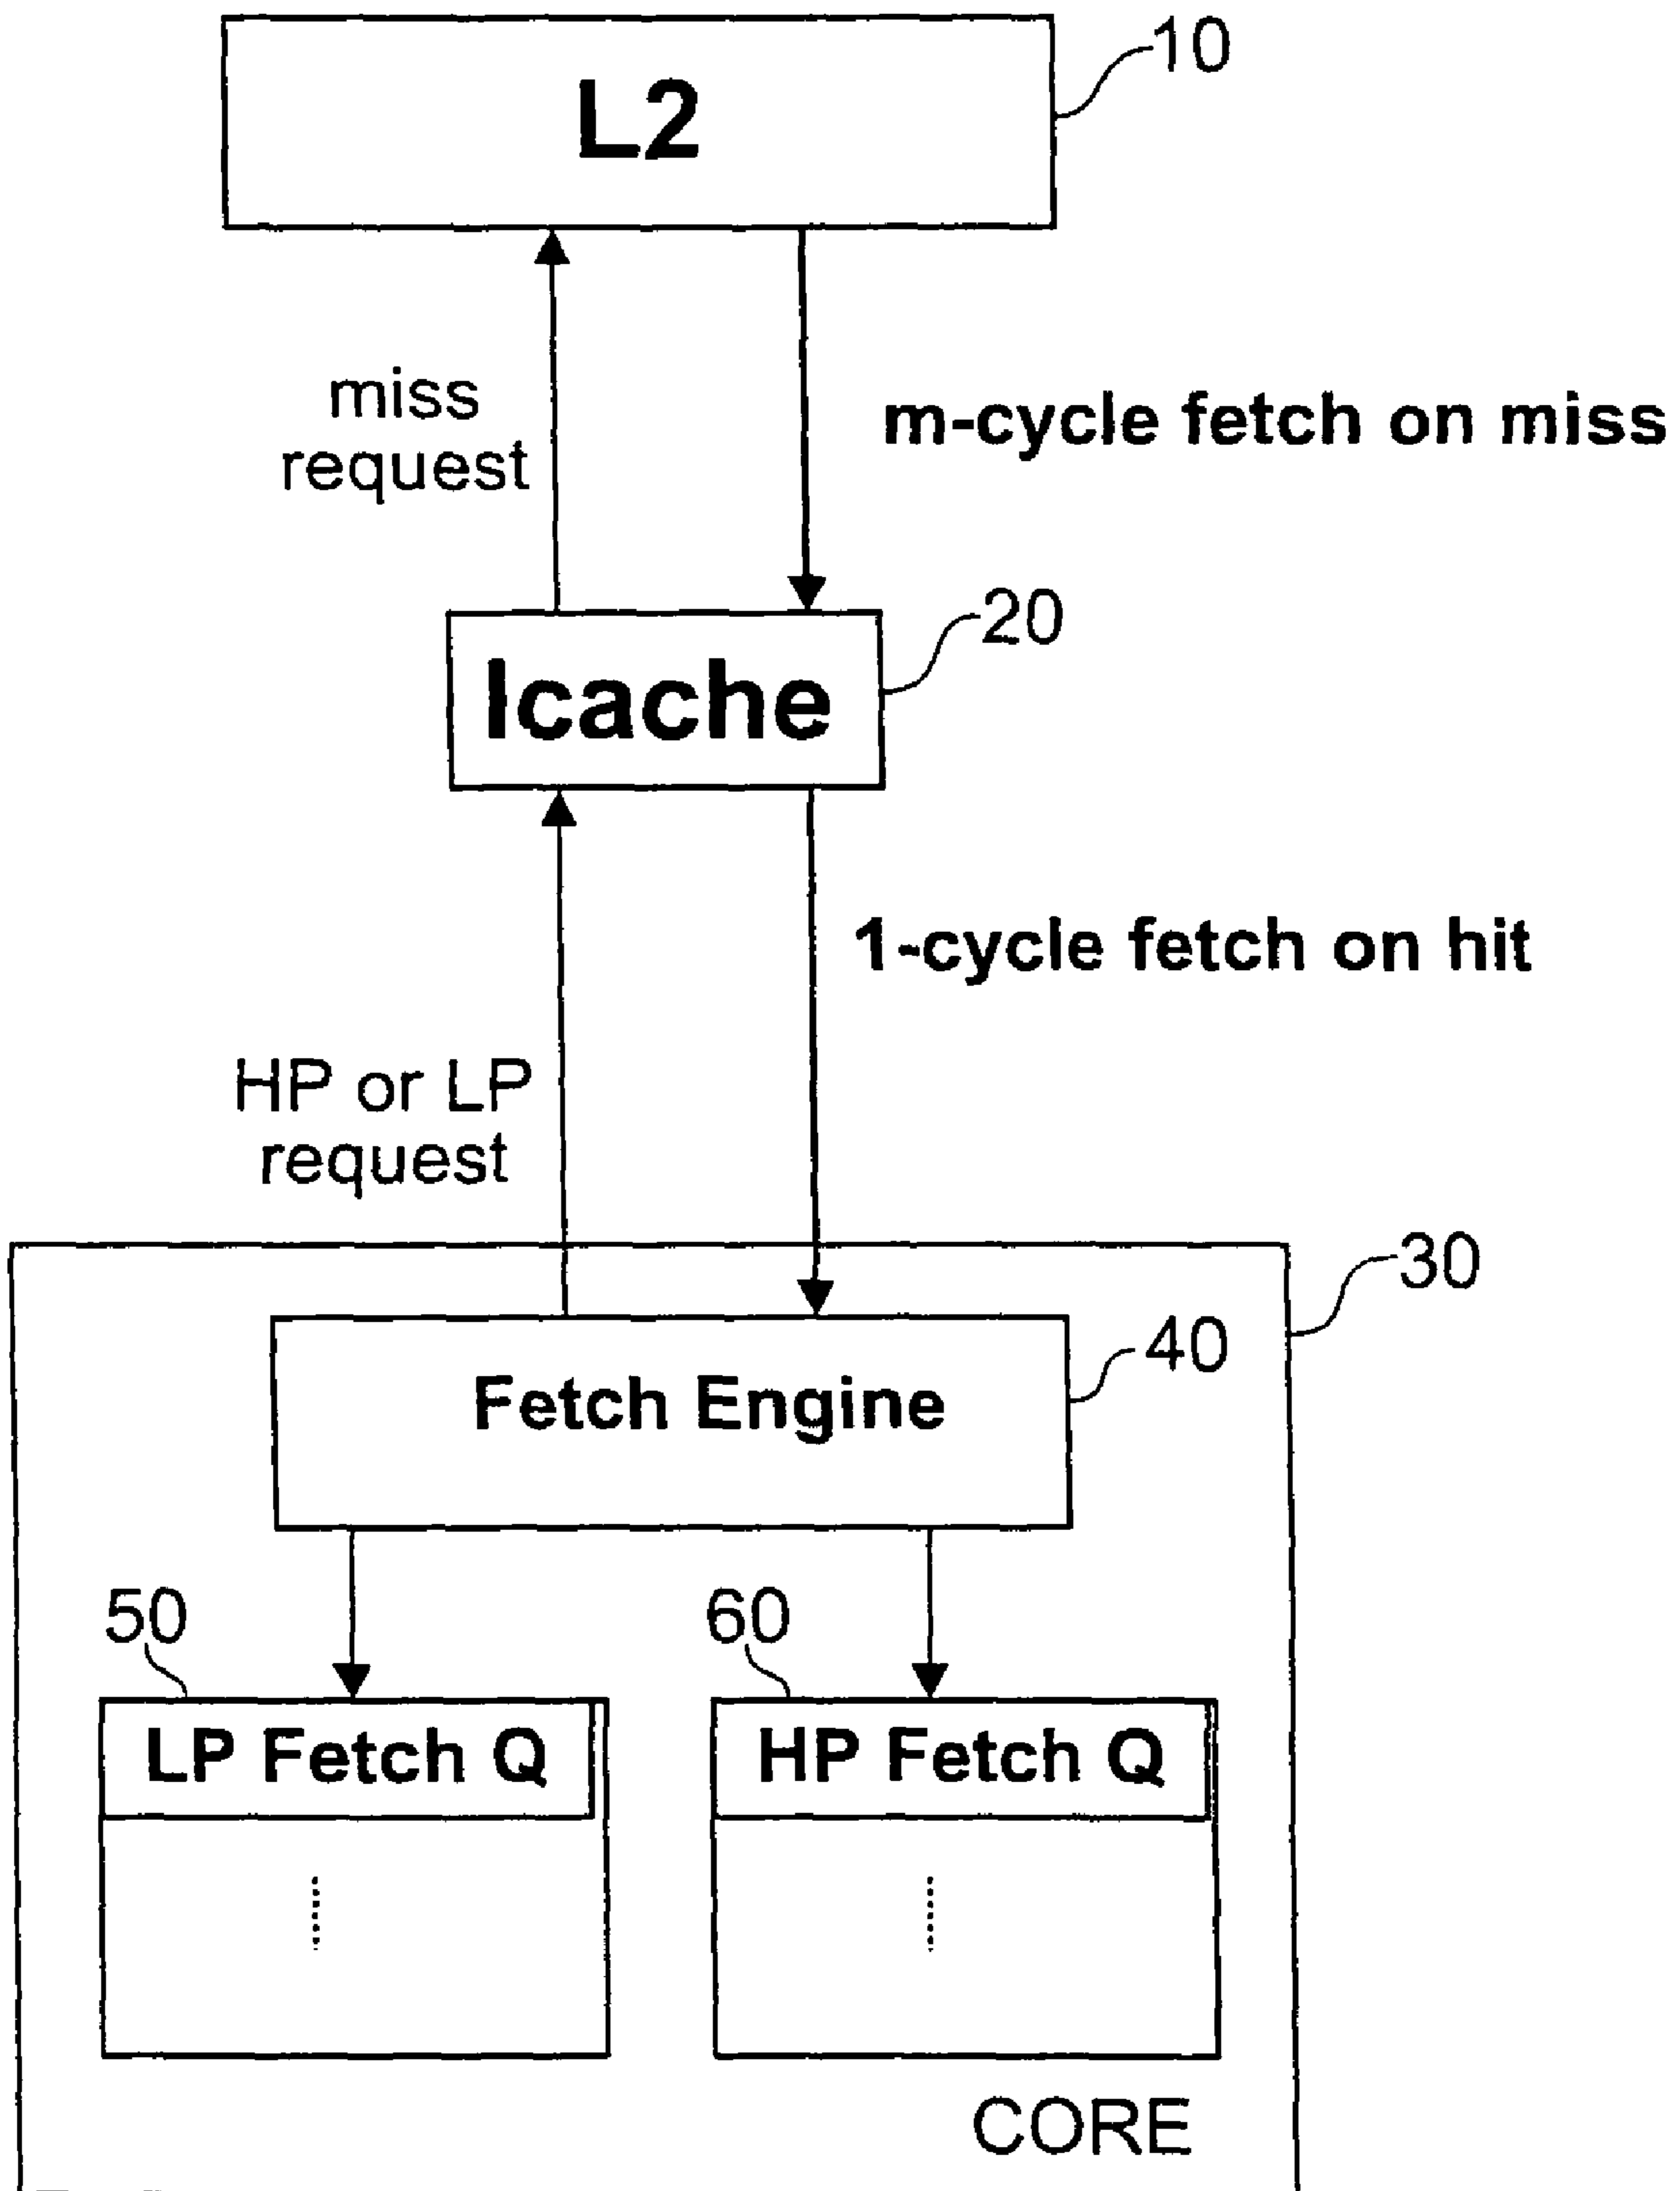 10
L2
miss
request
m-cycle fetch on miss
20
Icache
1-cycle fetch on hit
HP or LP
request
30
40
Fetch Engine
50
60
LP Fetch Q
HP Fetch Q
CORE